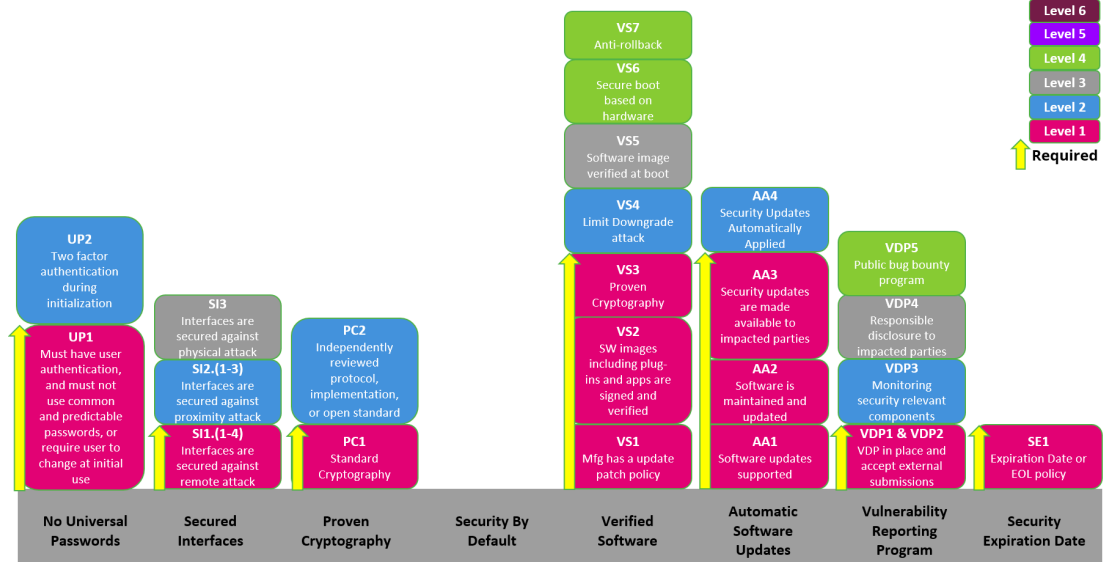 VS7
Anti-rollback
VS6
Secure boot
based on
hardware
VS5
Software image
verified at boot
VS4
Limit Downgrade
attack
VS3
Proven
Cryptography
VS2
SW images
including plug-
ins and apps are
signed and
verified
VS1
Mfg has a update
patch policy
Level 6
Level 5
Level 4
Level 3
Level 2
Level 1
Required
UP2
Two factor
authentication
during
initialization
UP1
Must have user
authentication,
and must not
use common
and predictable
passwords, or
require user to
change at initial
use
SI3
Interfaces are
secured against
physical attack
SI2.(1-3)
Interfaces are
secured against
proximity attack
SI1.(1-4)
Interfaces are
secured against
remote attack
PC2
Independently
reviewed
protocol,
implementation,
or open standard
PC1
Standard
Cryptography
AA4
Security Updates
Automatically
Applied
AA3
Security updates
are made
available to
impacted parties
AA2
Software is
maintained and
updated
AA1
Software updates
supported
VDP5
Public bug bounty
program
VDP4
Responsible
disclosure to
impacted parties
VDP3
Monitoring
security relevant
components
VDP1 & VDP2
VDP in place and
accept external
submissions
SE1
Expiration Date or
EOL policy
No Universal
Passwords
Secured
Interfaces
Proven
Cryptography
Security By
Default
Verified
Software
Automatic
Software
Updates
Vulnerability
Reporting
Program
Security
Expiration Date